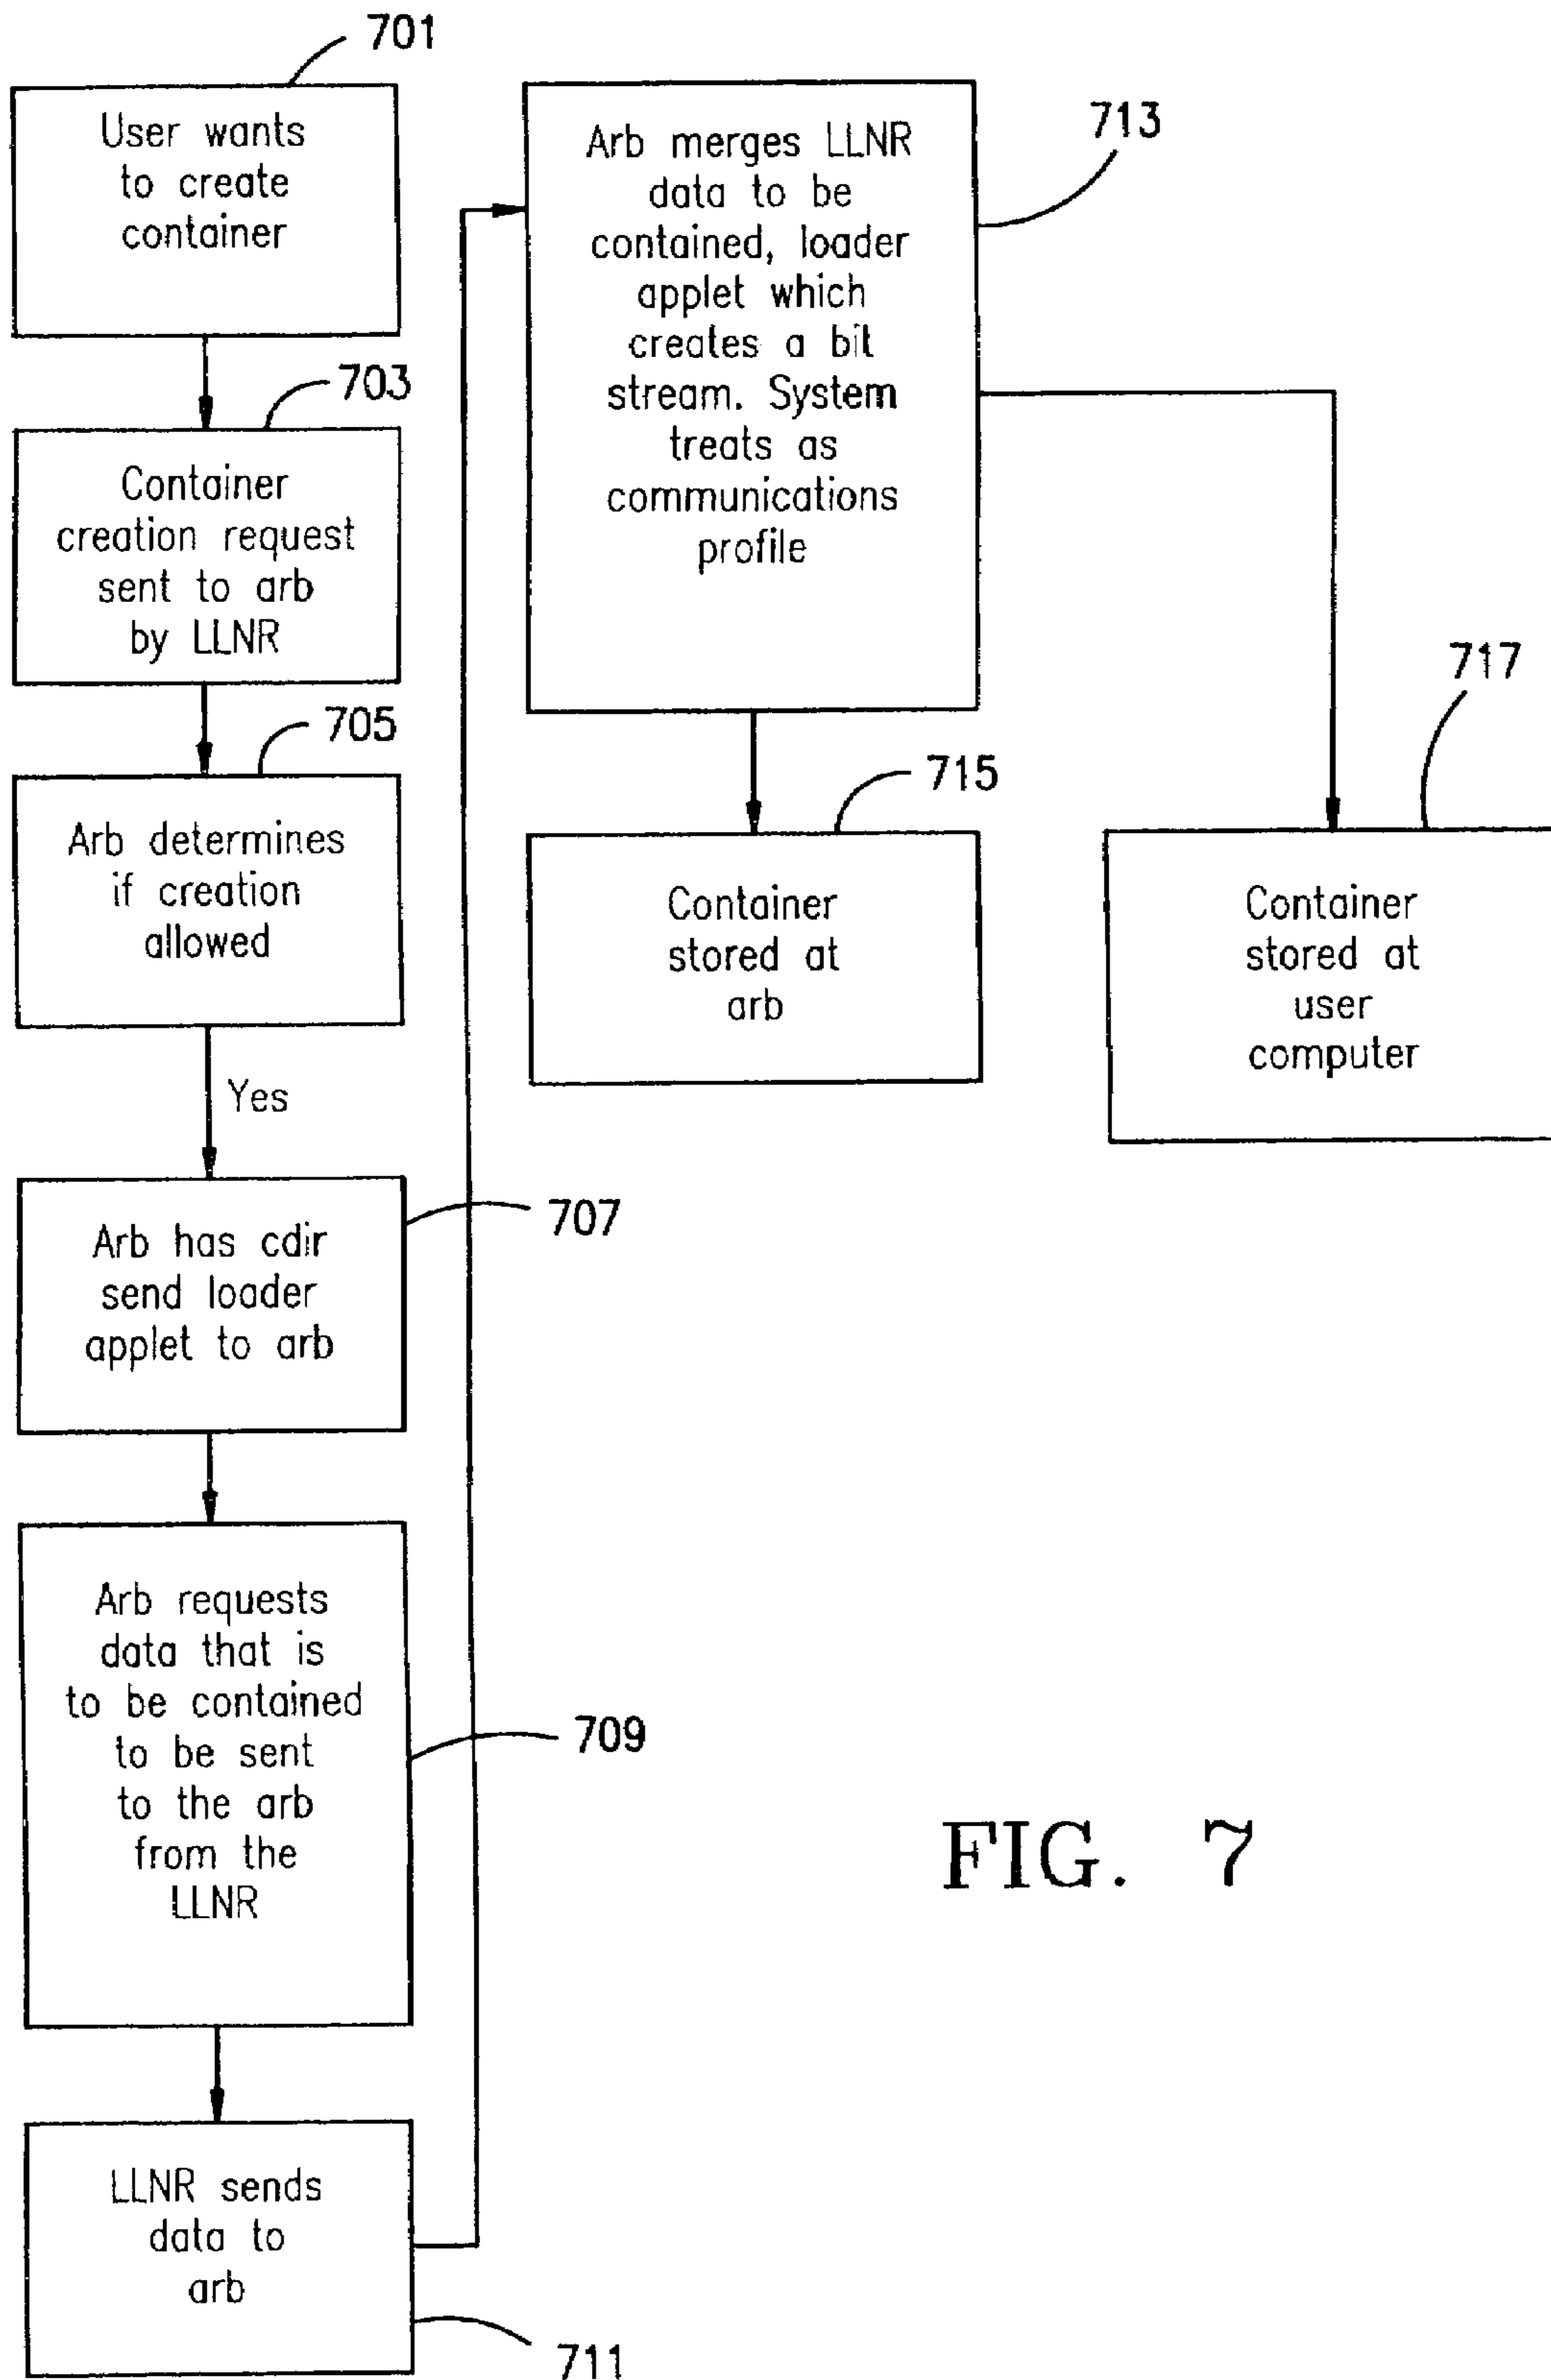 701
User wants
to create
container
703
Container
creation request
sent to arb
by LLNR
705
Arb determines
if creation
allowed
Yes
707
Arb has cdir
send loader
applet to arb
709
Arb requests
data that is
to be contained
to be sent
to the arb
from the
LLNR
711
LLNR sends
data to
arb
713
Arb merges LLNR
data to be
contained, loader
applet which
creates a bit
stream. System
treats as
communications
profile
715
Container
stored at
arb
717
Container
stored at
user
computer
FIG. 7